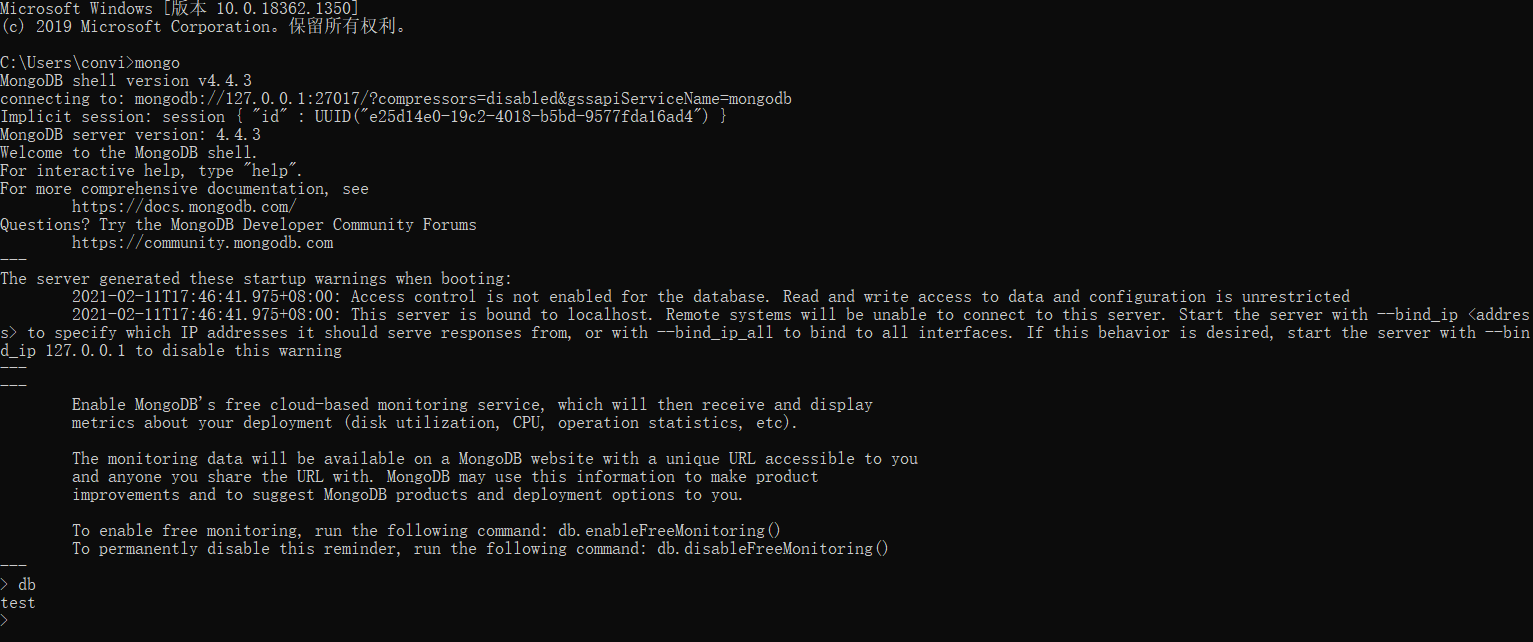 Microsoft Windows [版本 10.0.18362.1350]
(c) 2019 Microsoft Corporation。保留所有权利。
C:\Users\convi>mongo
MongoDB shell version v4.4.3
connecting to: mongodb://127.0.0.1:27017/?compressors=disabled&gssapiServiceName=mongodb
Implicit session: session { "id" : UUID("e25d14e0-19c2-4018-b5bd-9577fda16ad4") }
MongoDB server version: 4.4.3
Welcome to the MongoDB shell.
For interactive help, type "help".
For more comprehensive documentation, see
https://docs.mongodb.com/
Questions? Try the MongoDB Developer Community Forums
https://community.mongodb.com
---
The server generated these startup warnings when booting:
2021-02-11T17:46:41.975+08:00: Access control is not enabled for the database. Read and write access to data and configuration is unrestricted
2021-02-11T17:46:41.975+08:00: This server is bound to localhost. Remote systems will be unable to connect to this server. Start the server with --bind_ip <addres
s> to specify which IP addresses it should serve responses from, or with --bind_ip_all to bind to all interfaces. If this behavior is desired, start the server with --bin
d_ip 127.0.0.1 to disable this warning
---
---
Enable MongoDB's free cloud-based monitoring service, which will then receive and display
metrics about your deployment (disk utilization, CPU, operation statistics, etc).
The monitoring data will be available on a MongoDB website with a unique URL accessible to you
and anyone you share the URL with. MongoDB may use this information to make product
improvements and to suggest MongoDB products and deployment options to you.
To enable free monitoring, run the following command: db.enableFreeMonitoring()
To permanently disable this reminder, run the following command: db.disableFreeMonitoring()
---
> db
test
>